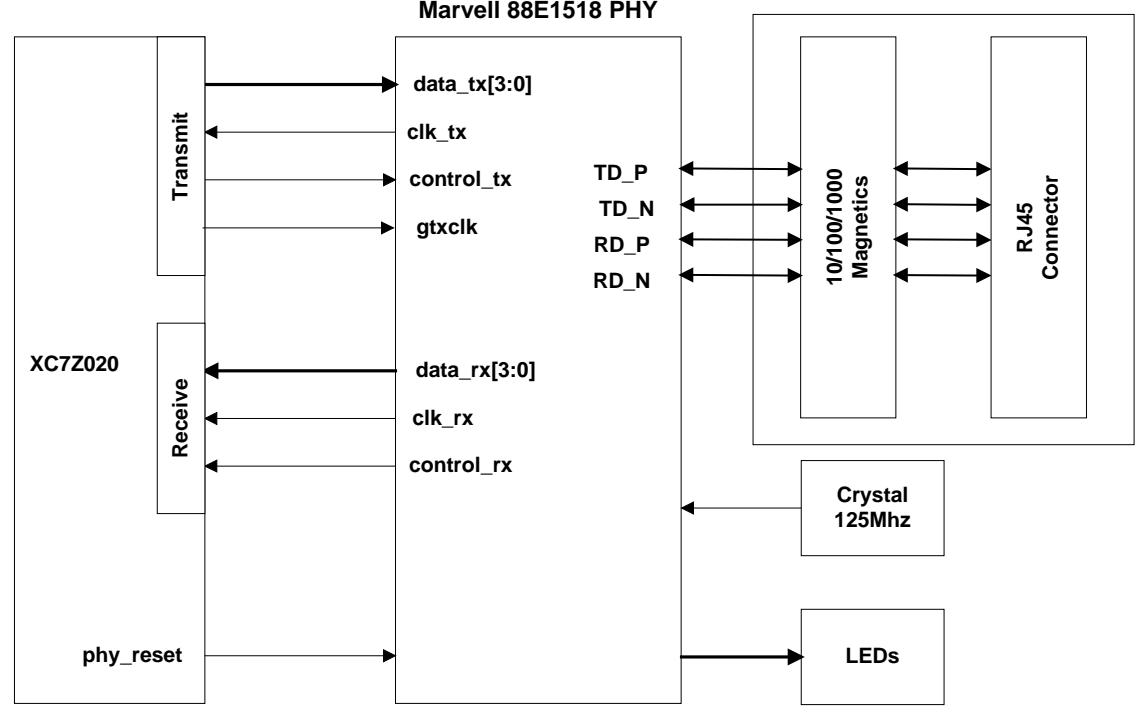 Marvell 88E1518 PHY
XC7Z020
Transmit
data_tx[3:0]
clk_tx
control_tx
gtxclk
Receive
data_rx[3:0]
clk_rx
control_rx
phy_reset
TD_P
TD_N
RD_P
RD_N
10/100/1000
Magnetics
RJ45
Connector
Crystal
125Mhz
LEDs